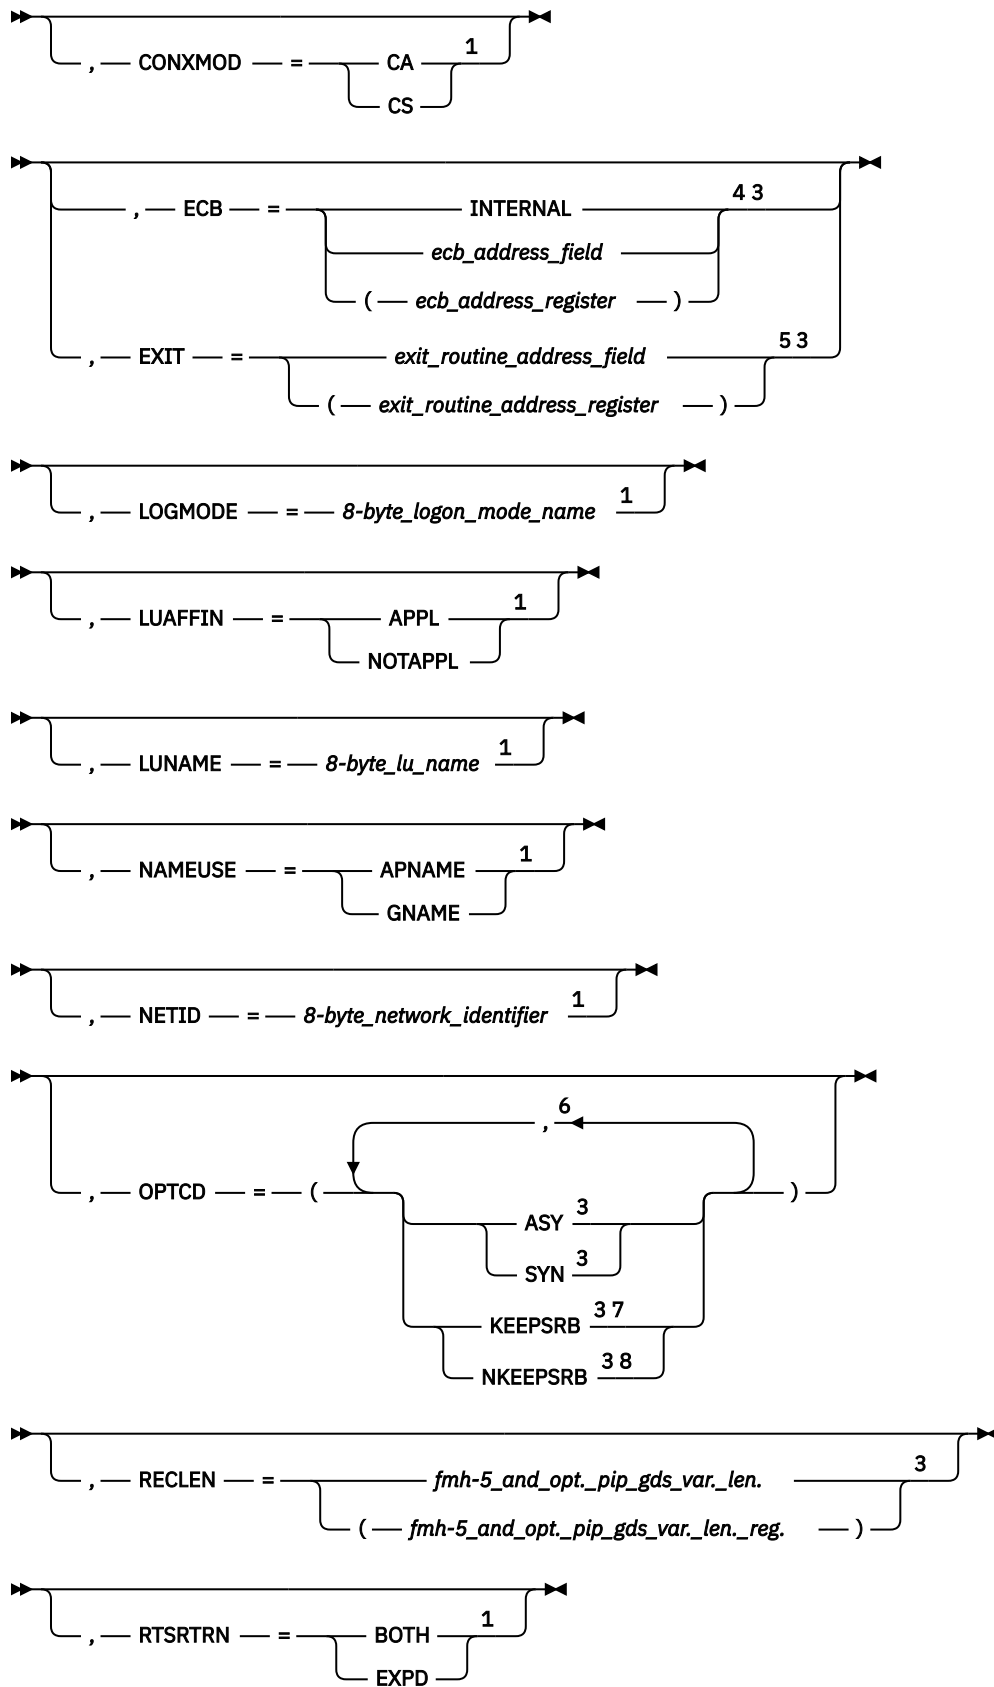 1
, CONXMOD = CA
CS
4 3
, ECB = INTERNAL
ecb_address_field
( ecb_address_register )
5 3
, EXIT = exit_routine_address_field
( exit_routine_address_register )
1
, LOGMODE = 8-byte_logon_mode_name
1
, LUAFFIN = APPL
NOTAPPL
1
, LUNAME = 8-byte_lu_name
1
, NAMEUSE = APNAME
GNAME
1
, NETID = 8-byte_network_identifier
6
,
, OPTCD = ( )
ASY 3
SYN 3
KEEPSRB 3 7
NKEEPSRB 3 8
3
, RECLEN = fmh-5_and_opt._pip_gds_var._len.
( fmh-5_and_opt._pip_gds_var._len._reg. )
1
, RTSRTRN = BOTH
EXPD